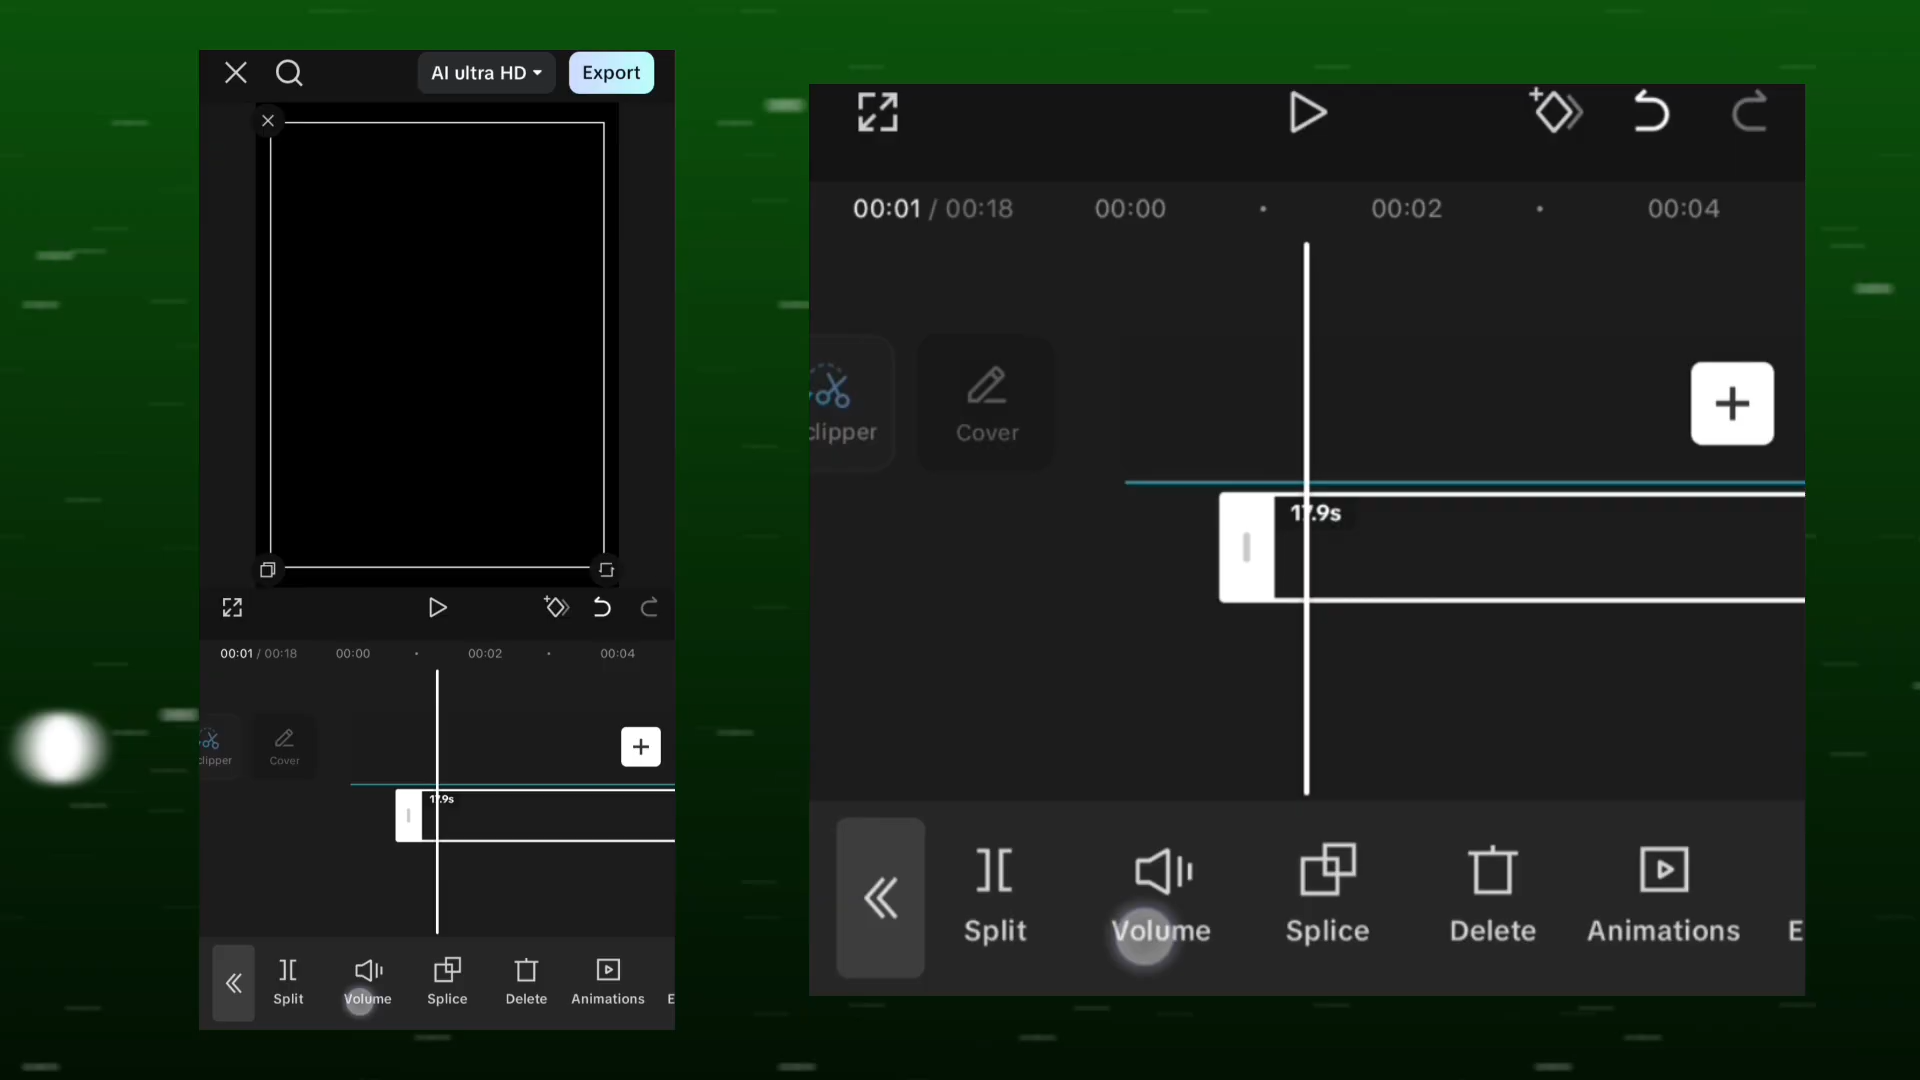 AI ultra HD Export
00:01 / 00:18 00:00 00:02 00:04
clipper Cover
17.9s
Split Volume Splice Delete Animations E
00:01 / 00:18 00:00 00:02 00:04
clipper Cover
17.9s
Split Volume Splice Delete Animations E